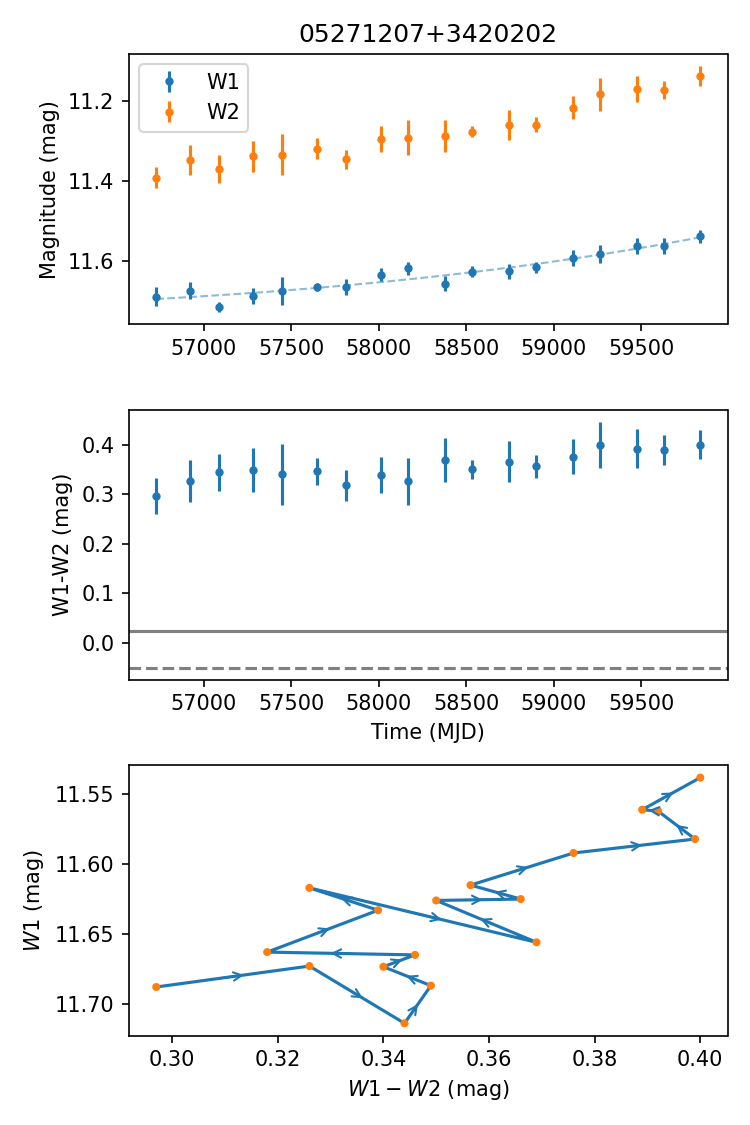 05271207+3420202
W1
W2
Magnitude (mag)
11.2
11.4
11.6
57000 57500 58000 58500 59000 59500
W1-W2 (mag)
0.4
0.3
0.2
0.1
0.0
57000 57500 58000 58500 59000 59500
Time (MJD)
W1 (mag)
11.55
11.60
11.65
11.70
0.30 0.32 0.34 0.36 0.38 0.40
W1 − W2 (mag)